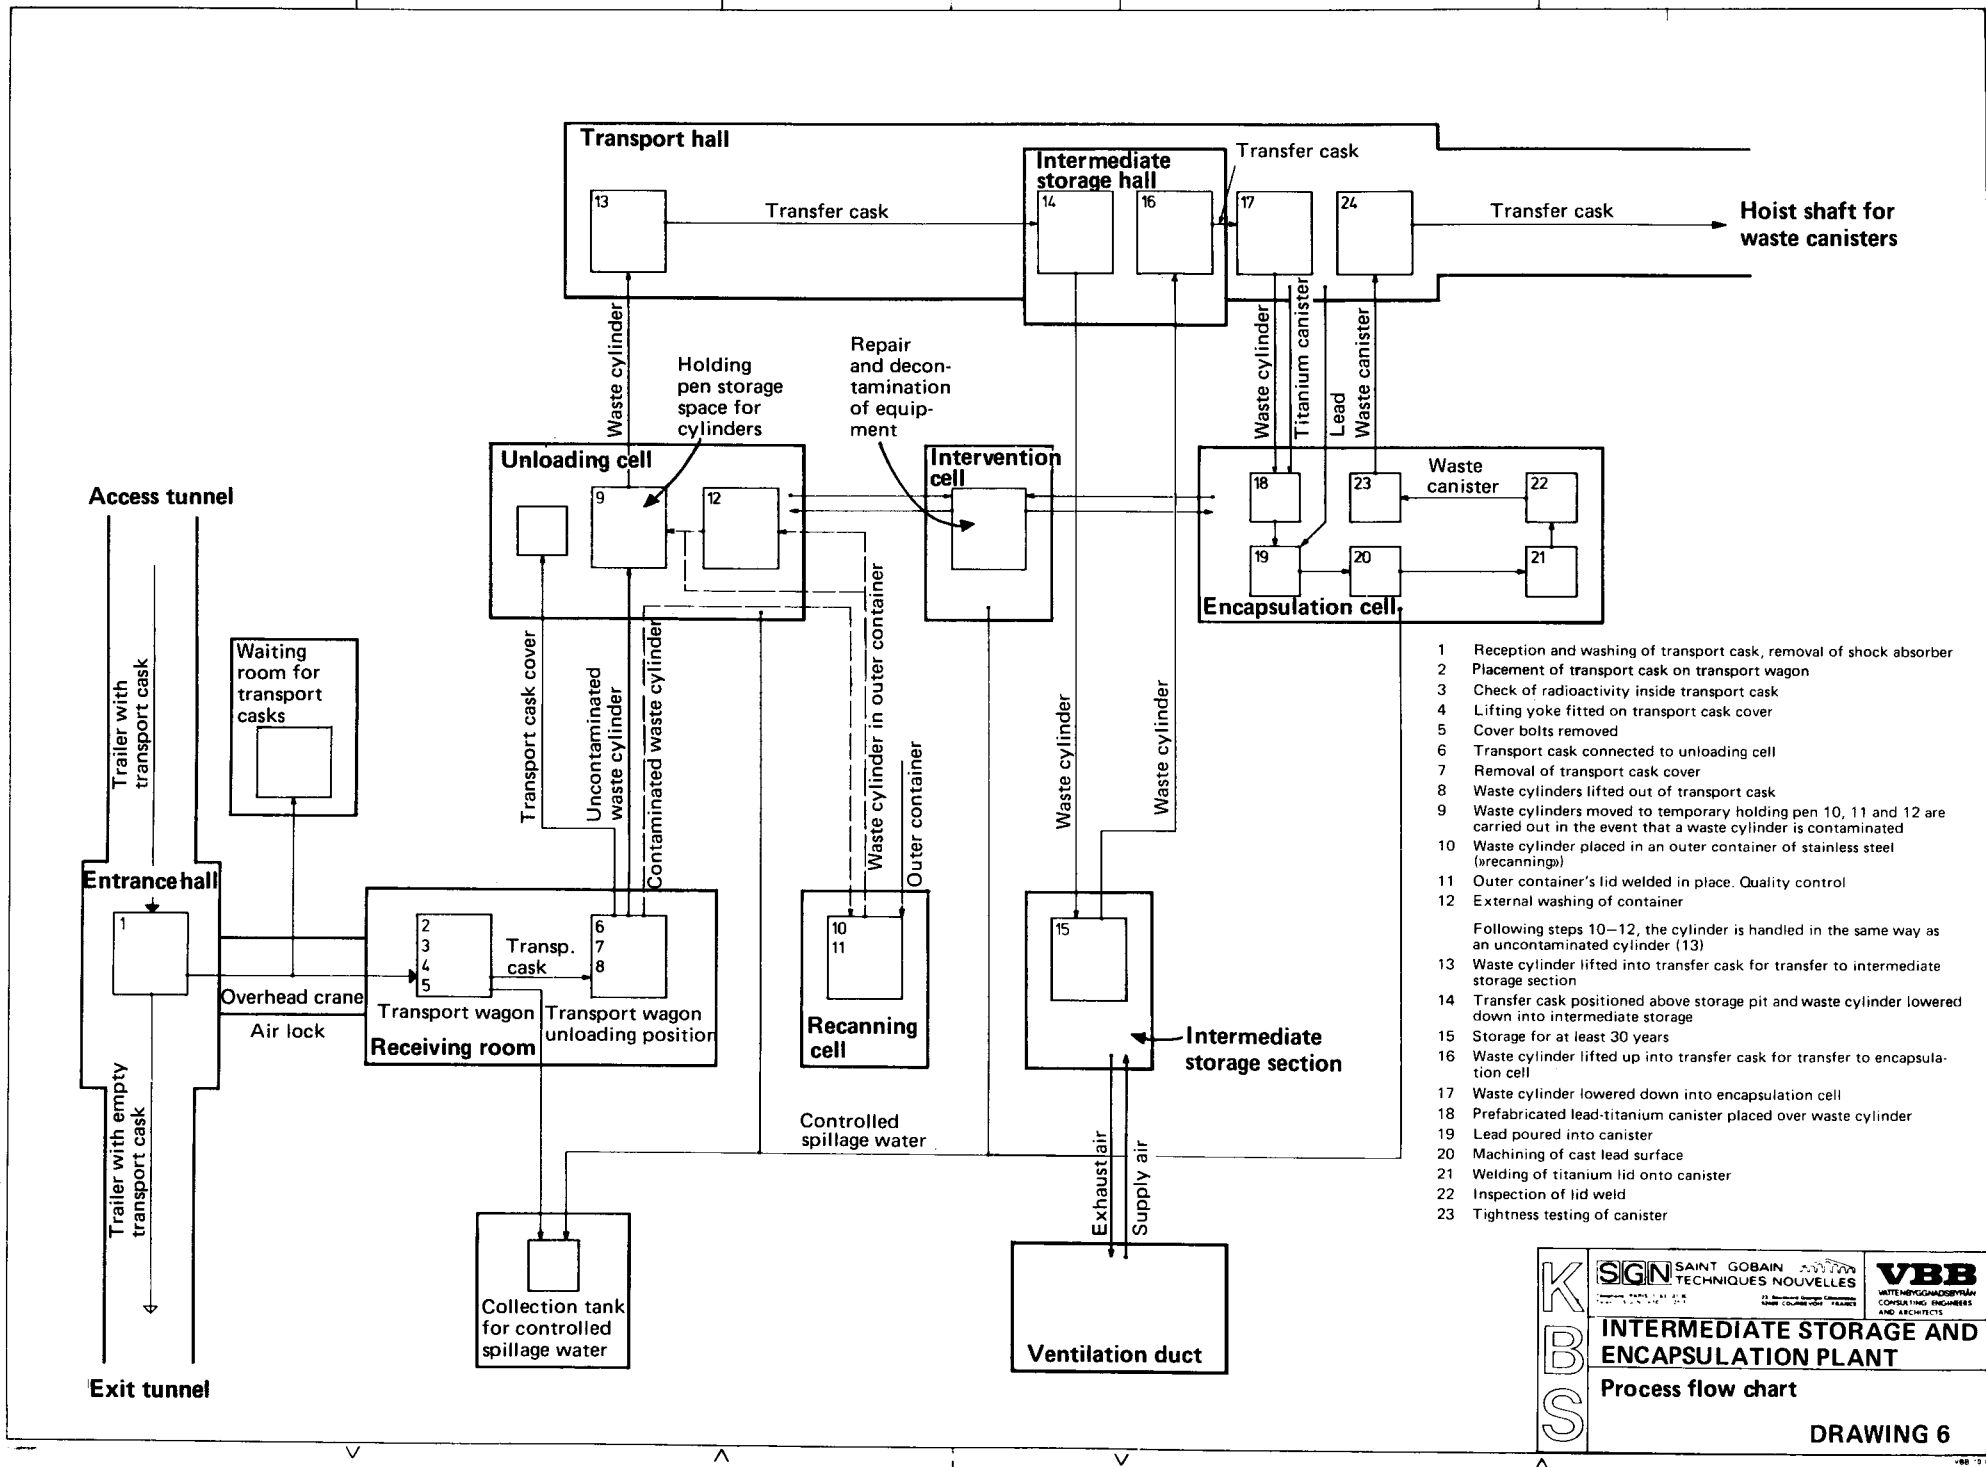 Transport hall
Intermediate
storage hall
Transfer cask
13
Transfer cask
14
16
17
24
Transfer cask
Hoist shaft for
waste canisters
Waste cylinder
Holding
pen storage
space for
cylinders
Repair
and decon-
tamination
of equip-
ment
Waste cylinder
Titanium canister
Lead
Waste canister
Unloading cell
9
12
Intervention
cell
18
23
Waste
canister
22
19
20
21
Encapsulation cell
Access tunnel
Trailer with
transport cask
Waiting
room for
transport
casks
Transport cask cover
Uncontaminated
waste cylinder
Contaminated waste cylinder
Waste cylinder in outer container
Outer container
Waste cylinder
Waste cylinder
Entrance hall
1
Overhead crane
Air lock
2
3
4
5
Transp.
cask
6
7
8
Transport wagon
Transport wagon
unloading position
Receiving room
10
11
Recanning
cell
15
Intermediate
storage section
Trailer with empty
transport cask
Controlled
spillage water
Exhaust air
Supply air
Collection tank
for controlled
spillage water
Ventilation duct
Exit tunnel
1 Reception and washing of transport cask, removal of shock absorber
2 Placement of transport cask on transport wagon
3 Check of radioactivity inside transport cask
4 Lifting yoke fitted on transport cask cover
5 Cover bolts removed
6 Transport cask connected to unloading cell
7 Removal of transport cask cover
8 Waste cylinders lifted out of transport cask
9 Waste cylinders moved to temporary holding pen 10, 11 and 12 are
carried out in the event that a waste cylinder is contaminated
10 Waste cylinder placed in an outer container of stainless steel
(»recanning»)
11 Outer container's lid welded in place. Quality control
12 External washing of container
Following steps 10–12, the cylinder is handled in the same way as
an uncontaminated cylinder (13)
13 Waste cylinder lifted into transfer cask for transfer to intermediate
storage section
14 Transfer cask positioned above storage pit and waste cylinder lowered
down into intermediate storage
15 Storage for at least 30 years
16 Waste cylinder lifted up into transfer cask for transfer to encapsula-
tion cell
17 Waste cylinder lowered down into encapsulation cell
18 Prefabricated lead-titanium canister placed over waste cylinder
19 Lead poured into canister
20 Machining of cast lead surface
21 Welding of titanium lid onto canister
22 Inspection of lid weld
23 Tightness testing of canister
KBS
SGN SAINT GOBAIN
TECHNIQUES NOUVELLES
VBB
VATTENBYGGNADSBYRÅN
CONSULTING ENGINEERS
AND ARCHITECTS
INTERMEDIATE STORAGE AND
ENCAPSULATION PLANT
Process flow chart
DRAWING 6